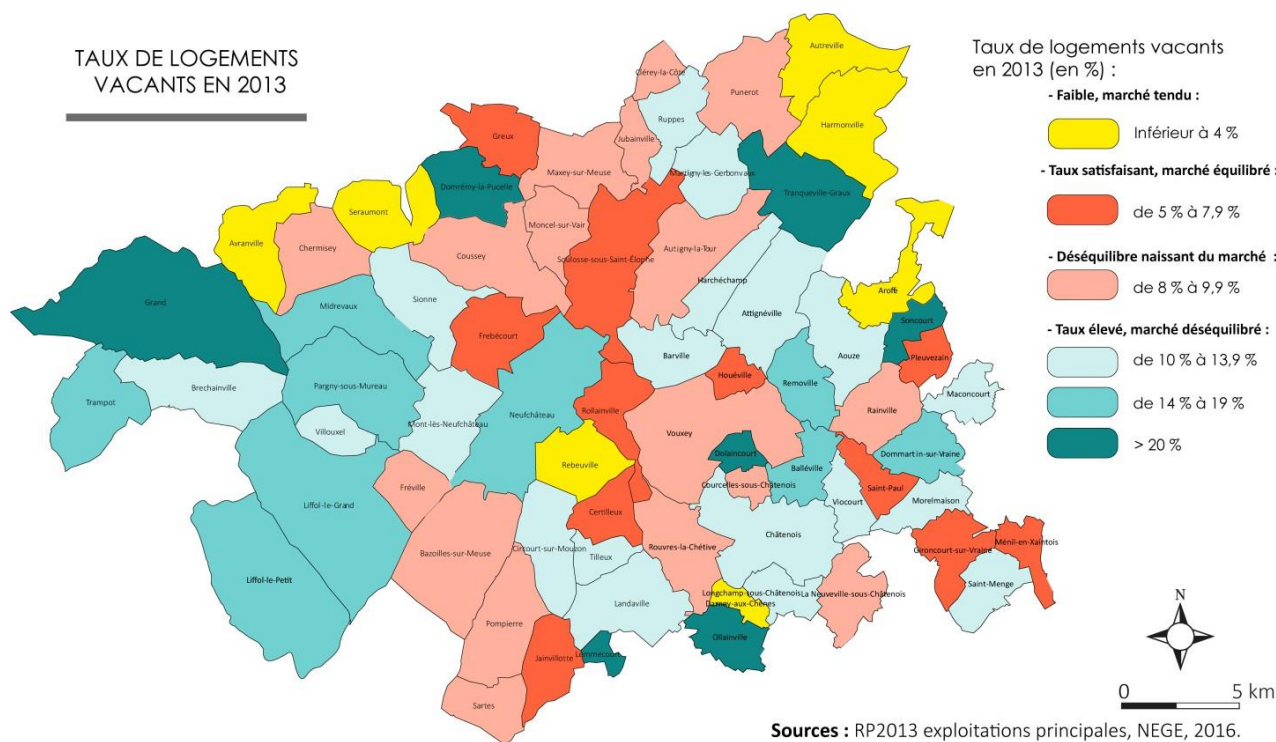 TAUX DE LOGEMENTS
VACANTS EN 2013
Taux de logements vacants
en 2013 (en %) :
- Faible, marché tendu :
Inférieur à 4 %
- Taux satisfaisant, marché équilibré :
de 5 % à 7,9 %
- Déséquilibre naissant du marché :
de 8 % à 9,9 %
- Taux élevé, marché déséquilibré :
de 10 % à 13,9 %
de 14 % à 19 %
> 20 %
Autreville
Clérey-la-Côte
Punerot
Ruppes
Harmonville
Greux
Jubainville
Maxey-sur-Meuse
Martigny-les-Gerbonvaux
Domrémy-la-Pucelle
Tranqueville-Graux
Seraumont
Moncel-sur-Vair
Avranville
Chermisey
Coussey
Soulosse-sous-Saint-Élophe
Autigny-la-Tour
Harchéchamp
Aroffe
Grand
Midrevaux
Sionne
Attignéville
Soncourt
Frebécourt
Barville
Aouze
Pleuvezain
Houéville
Removille
Brechainville
Pargny-sous-Mureau
Maconcourt
Trampot
Neufchâteau
Rollainville
Rainville
Villouxel
Mont-lès-Neufchâteau
Vouxey
Dolaincourt
Dommartin-sur-Vraine
Rebeuville
Balléville
Courcelles-sous-Châtenois
Saint-Paul
Fréville
Viocourt
Morelmaison
Liffol-le-Grand
Certilleux
Châtenois
Bazoilles-sur-Meuse
Circourt-sur-Mouzon
Rouvres-la-Chétive
Gironcourt-sur-Vraine
Ménil-en-Xaintois
Tilleux
Liffol-le-Petit
Saint-Menge
Longchamp-sous-Châtenois
La Neuveville-sous-Châtenois
Landaville
Darney-aux-Chênes
Pompierre
Ollainville
Jainvillotte
Lemmecourt
Sartes
N
0 5 km
Sources : RP2013 exploitations principales, NEGE, 2016.